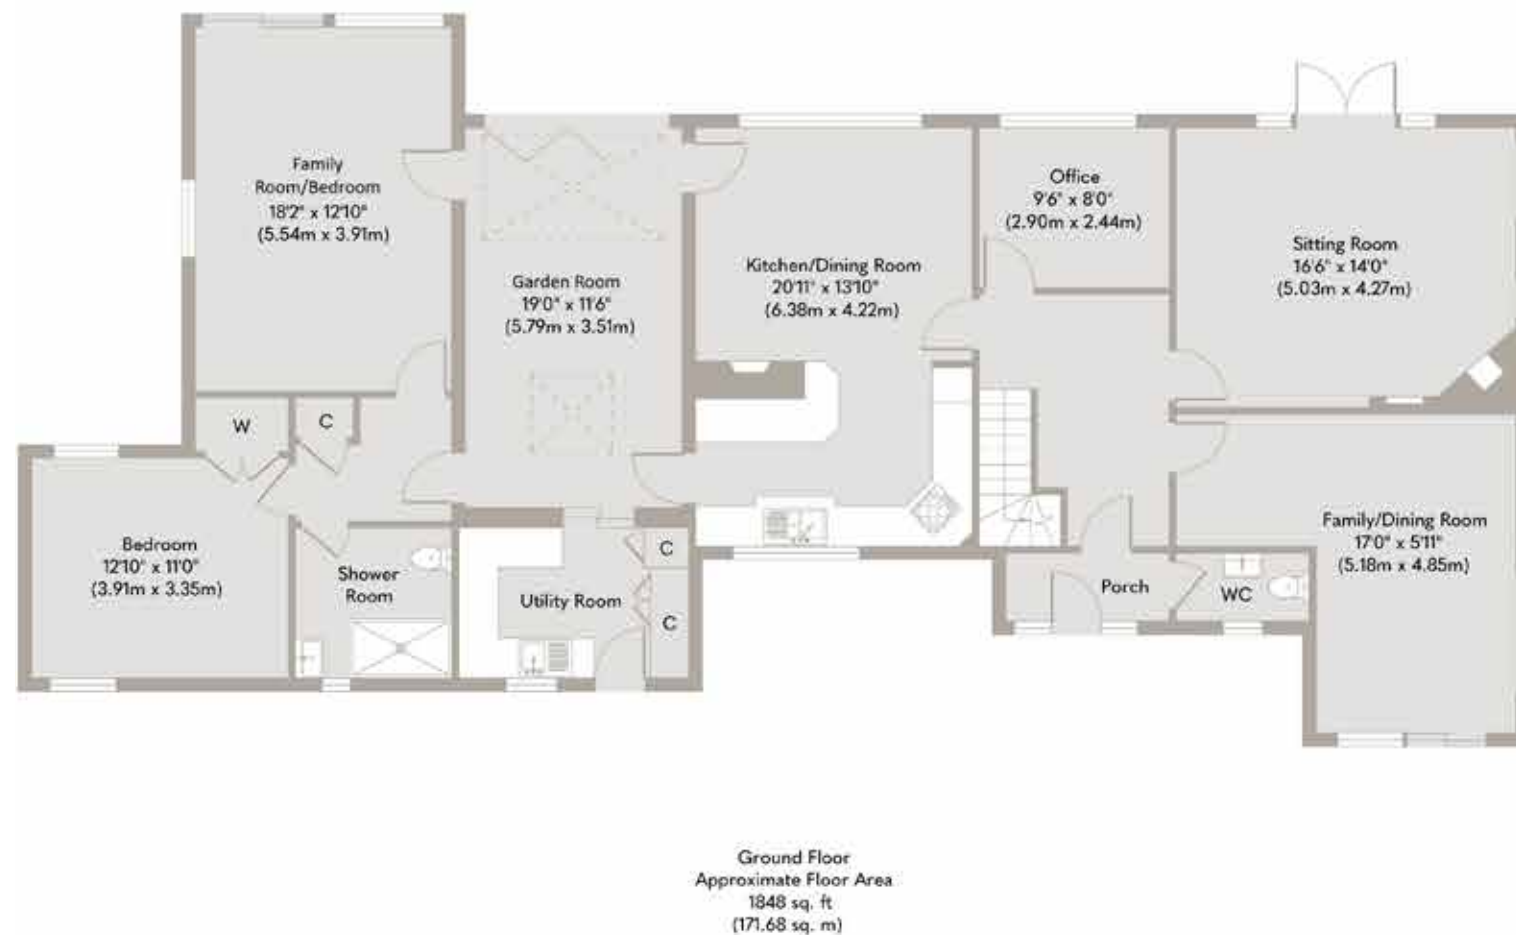 Family
Room/Bedroom
18'2" x 12'10"
(5.54m x 3.91m)
Garden Room
19'0" x 11'6"
(5.79m x 3.51m)
Kitchen/Dining Room
20'11" x 13'10"
(6.38m x 4.22m)
Office
9'6" x 8'0"
(2.90m x 2.44m)
Sitting Room
16'6" x 14'0"
(5.03m x 4.27m)
W
C
Bedroom
12'10" x 11'0"
(3.91m x 3.35m)
Shower
Room
Utility Room
C
C
Porch
WC
Family/Dining Room
17'0" x 5'11"
(5.18m x 4.85m)
Ground Floor
Approximate Floor Area
1848 sq. ft
(171.68 sq. m)